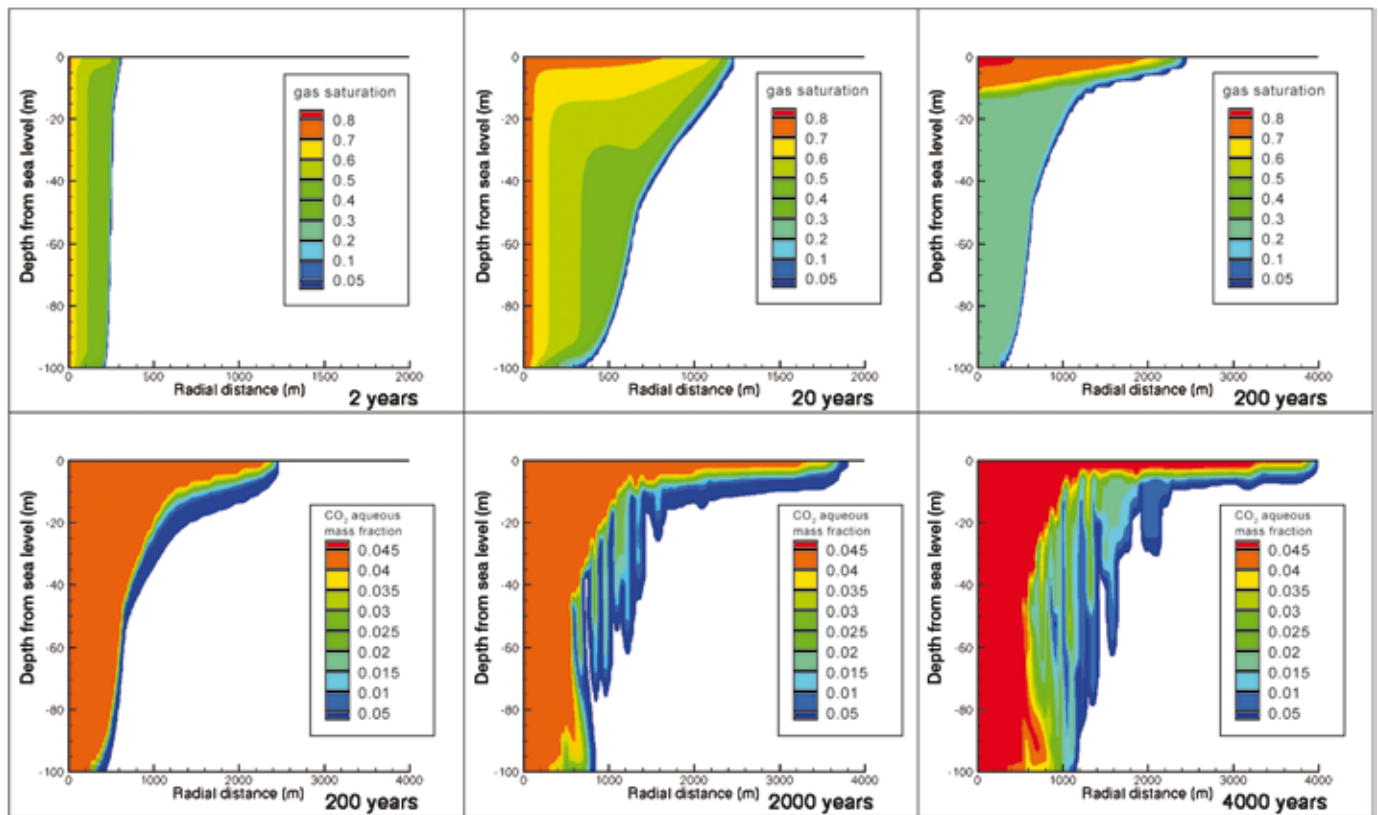 0
-20
-40
-60
-80
-100
Depth from sea level (m)
gas saturation
0.8
0.7
0.6
0.5
0.4
0.3
0.2
0.1
0.05
0 500 1000 1500 2000
Radial distance (m)
2 years
0
-20
-40
-60
-80
-100
Depth from sea level (m)
gas saturation
0.8
0.7
0.6
0.5
0.4
0.3
0.2
0.1
0.05
0 500 1000 1500 2000
Radial distance (m)
20 years
0
-20
-40
-60
-80
-100
Depth from sea level (m)
gas saturation
0.8
0.7
0.6
0.5
0.4
0.3
0.2
0.1
0.05
0 1000 2000 3000 4000
Radial distance (m)
200 years
0
-20
-40
-60
-80
-100
Depth from sea level (m)
CO₂ aqueous
mass fraction
0.045
0.04
0.035
0.03
0.025
0.02
0.015
0.01
0.05
0 1000 2000 3000 4000
Radial distance (m)
200 years
0
-20
-40
-60
-80
-100
Depth from sea level (m)
CO₂ aqueous
mass fraction
0.045
0.04
0.035
0.03
0.025
0.02
0.015
0.01
0.05
0 1000 2000 3000 4000
Radial distance (m)
2000 years
0
-20
-40
-60
-80
-100
Depth from sea level (m)
CO₂ aqueous
mass fraction
0.045
0.04
0.035
0.03
0.025
0.02
0.015
0.01
0.05
0 1000 2000 3000 4000
Radial distance (m)
4000 years